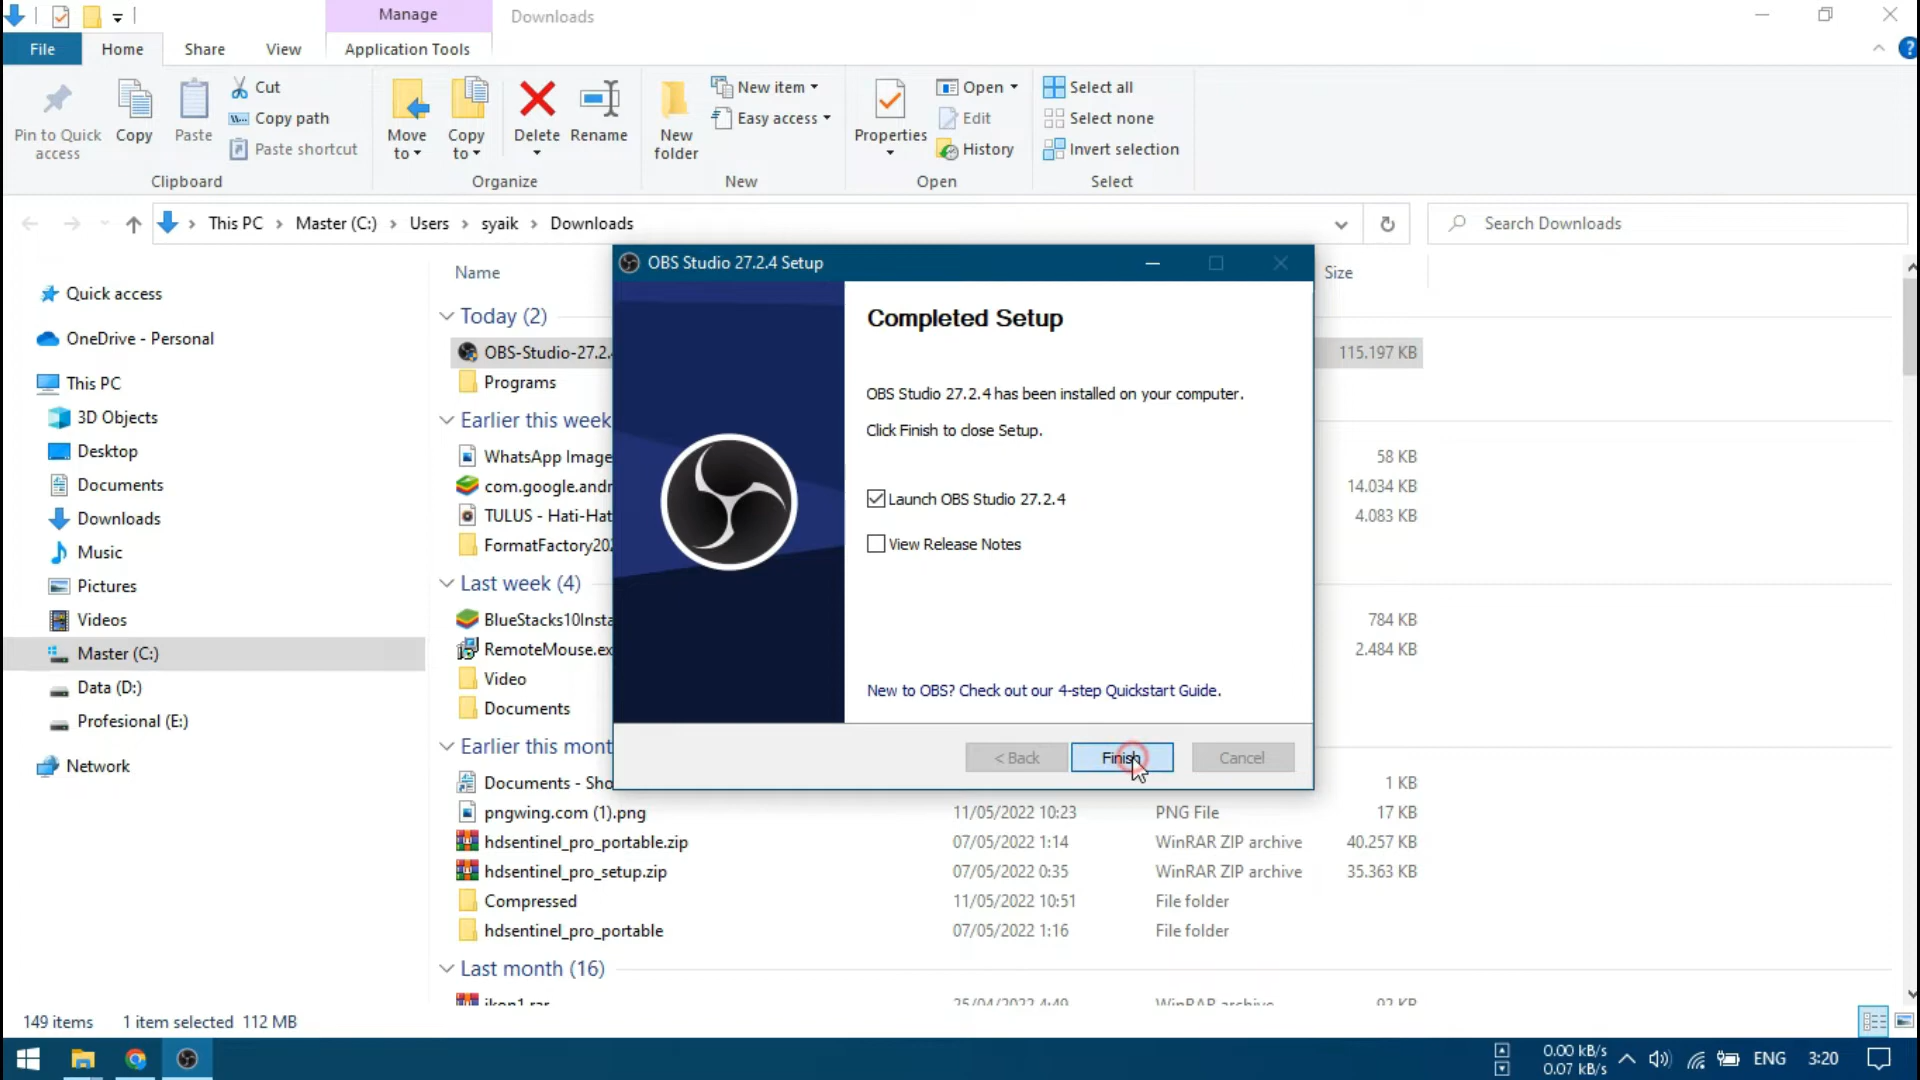 Manage
Downloads
File
Home
Share
View
Application Tools
Pin to Quick
access
Copy
Paste
Cut
Copy path
Paste shortcut
Clipboard
Move
to
Copy
to
Delete
Rename
Organize
New
folder
New item
Easy access
New
Properties
Open
Edit
History
Open
Select all
Select none
Invert selection
Select
This PC
Master (C:)
Users
syaik
Downloads
Search Downloads
Quick access
OneDrive - Personal
This PC
3D Objects
Desktop
Documents
Downloads
Music
Pictures
Videos
Master (C:)
Data (D:)
Profesional (E:)
Network
Name
Size
Today (2)
OBS-Studio-27.2.
115.197 KB
Programs
Earlier this week
WhatsApp Image
58 KB
com.google.andr
14.034 KB
TULUS - Hati-Hat
4.083 KB
FormatFactory20
Last week (4)
BlueStacks10Insta
784 KB
RemoteMouse.ex
2.484 KB
Video
Documents
Earlier this mont
Documents - Sho
1 KB
pngwing.com (1).png
11/05/2022 10:23
PNG File
17 KB
hdsentinel_pro_portable.zip
07/05/2022 1:14
WinRAR ZIP archive
40.257 KB
hdsentinel_pro_setup.zip
07/05/2022 0:35
WinRAR ZIP archive
35.363 KB
Compressed
11/05/2022 10:51
File folder
hdsentinel_pro_portable
07/05/2022 1:16
File folder
Last month (16)
OBS Studio 27.2.4 Setup
Completed Setup
OBS Studio 27.2.4 has been installed on your computer.
Click Finish to close Setup.
Launch OBS Studio 27.2.4
View Release Notes
New to OBS? Check out our 4-step Quickstart Guide.
< Back
Finish
Cancel
149 items
1 item selected 112 MB
0.00 kB/s
0.07 kB/s
ENG
3:20